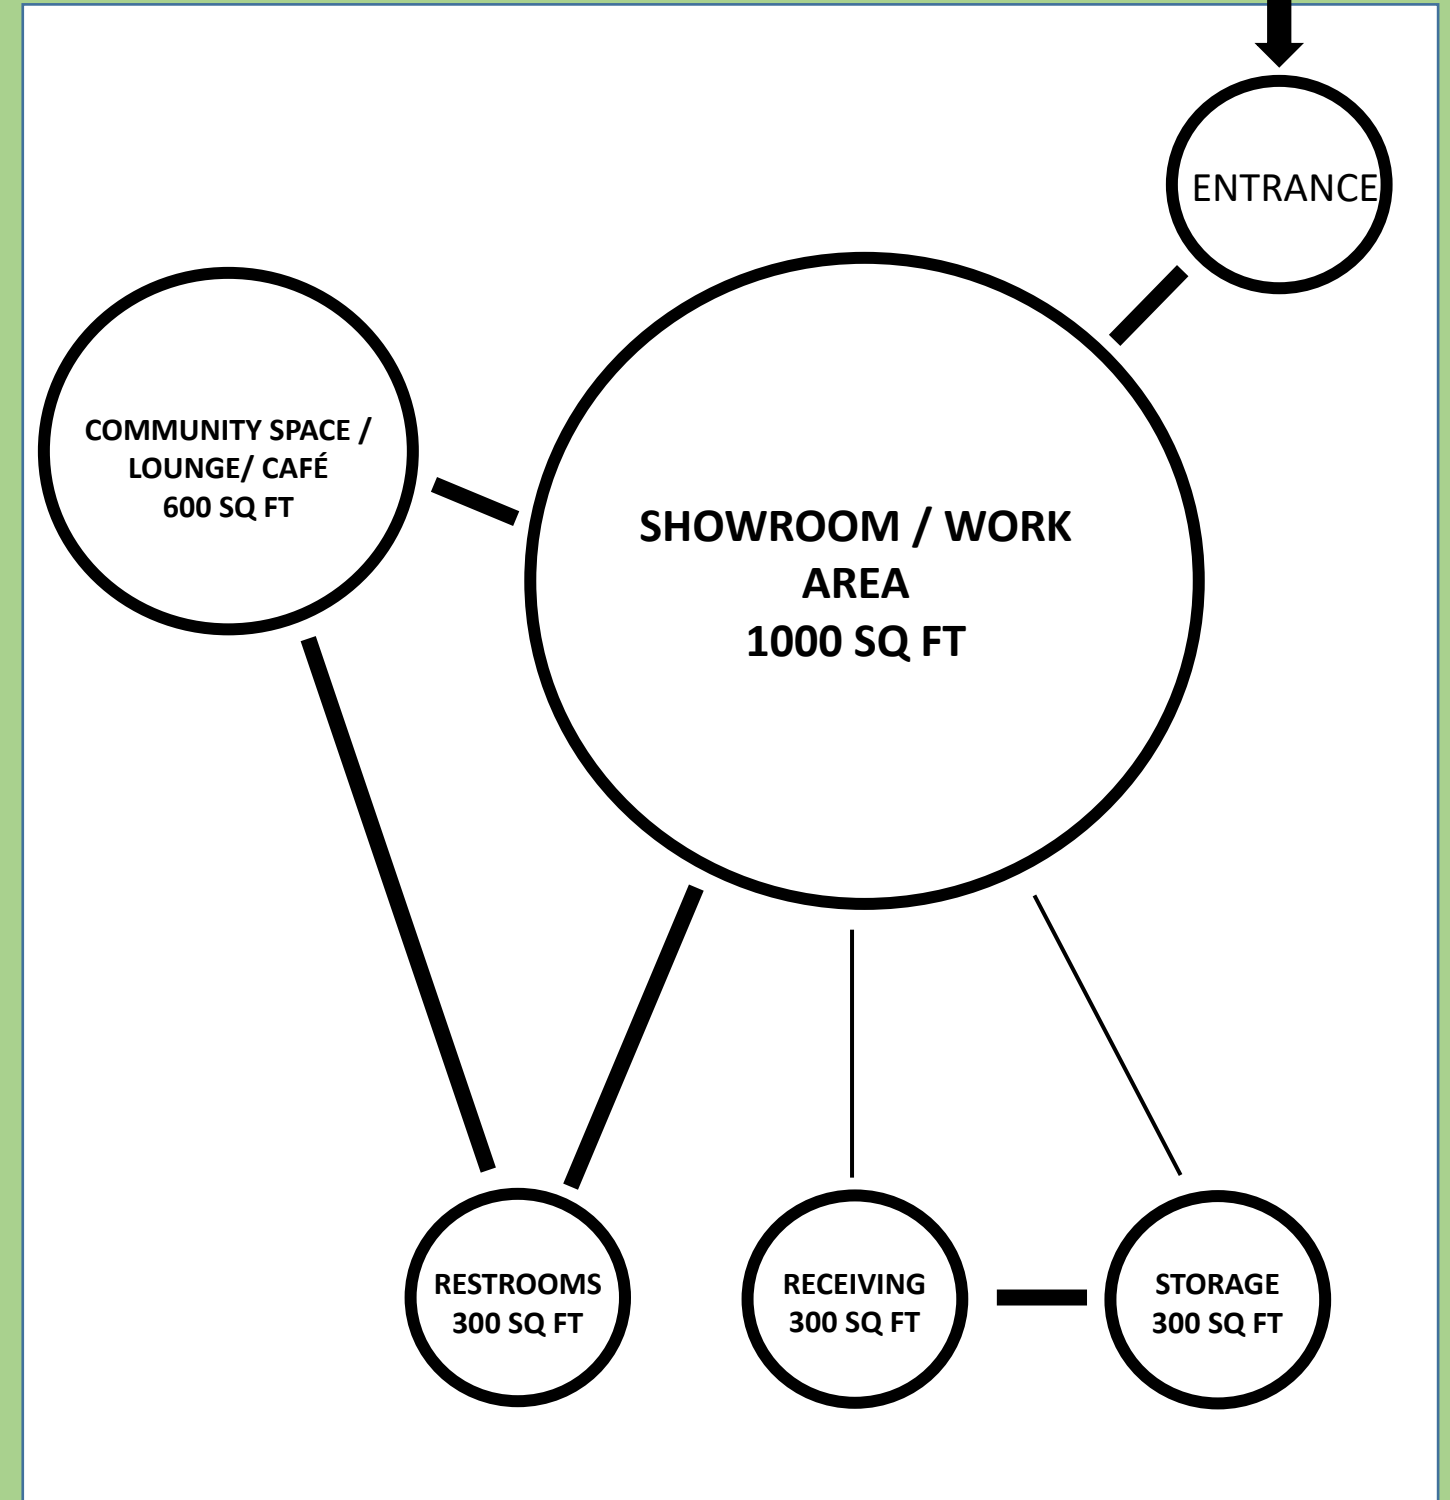 ENTRANCE
COMMUNITY SPACE /
LOUNGE/ CAFÉ
600 SQ FT
SHOWROOM / WORK
AREA
1000 SQ FT
RESTROOMS
300 SQ FT
RECEIVING
300 SQ FT
STORAGE
300 SQ FT